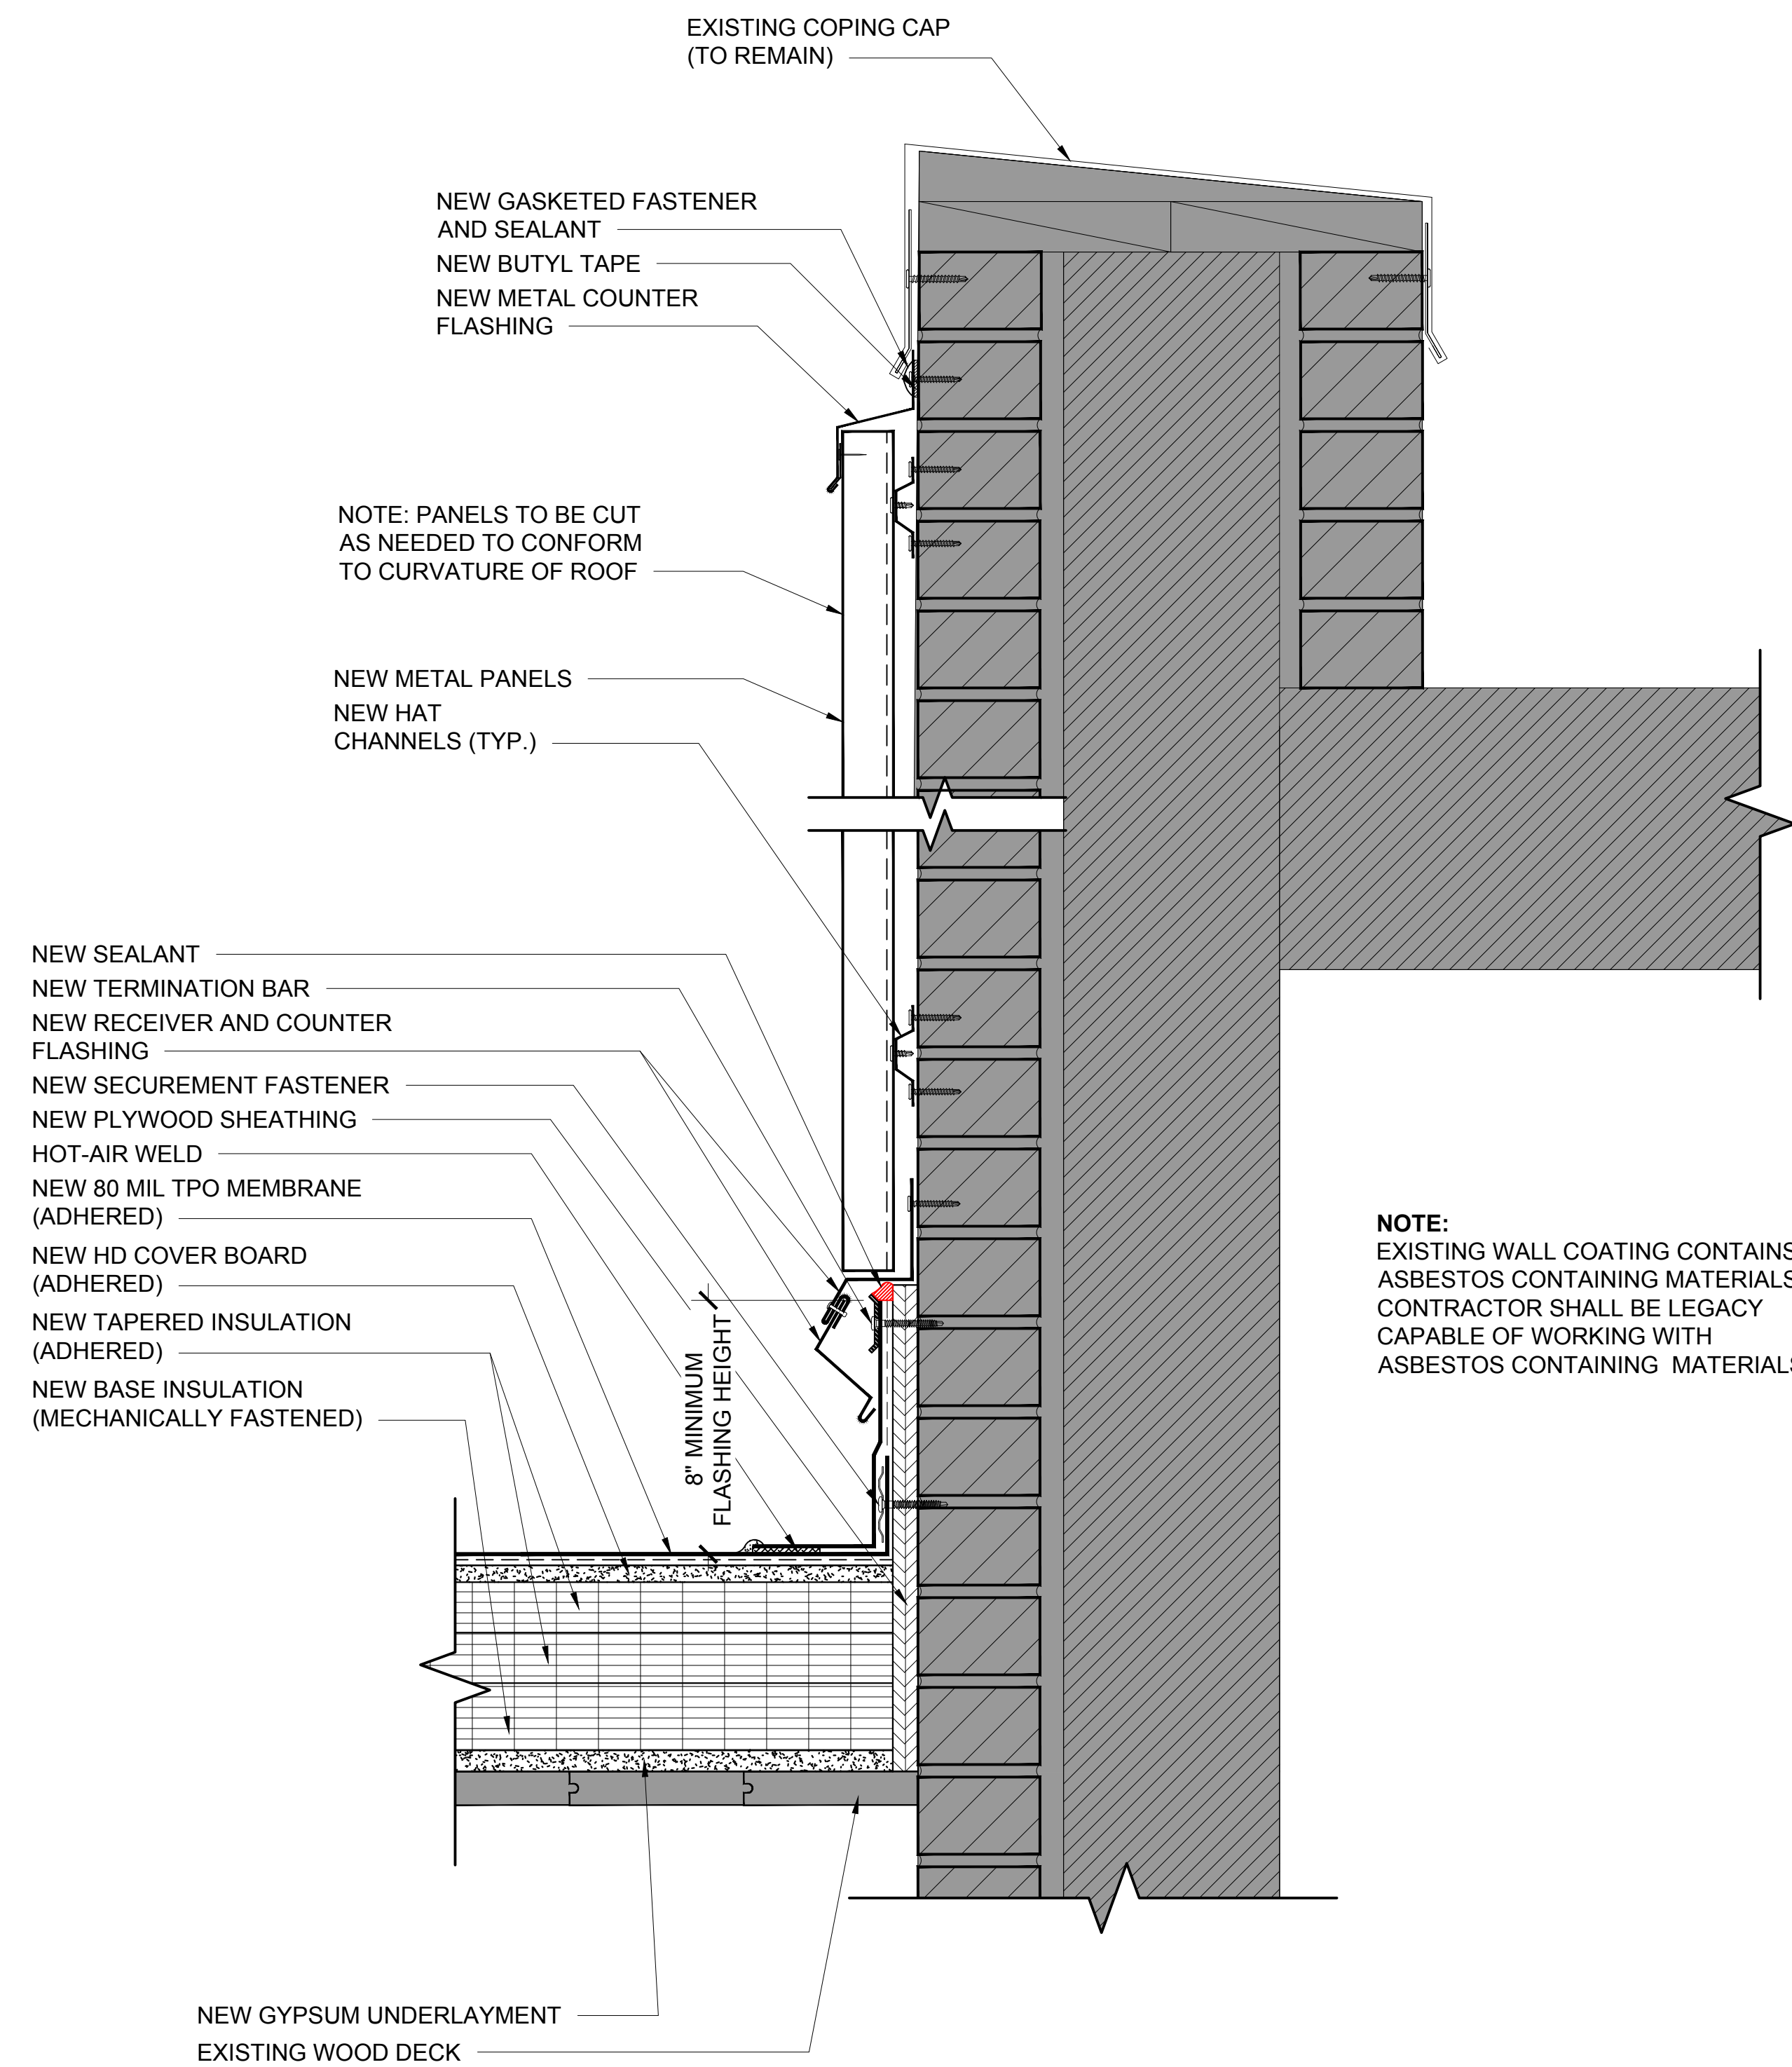 EXISTING COPING CAP
(TO REMAIN)
NEW GASKETED FASTENER
AND SEALANT
NEW BUTYL TAPE
NEW METAL COUNTER
FLASHING
NOTE: PANELS TO BE CUT
AS NEEDED TO CONFORM
TO CURVATURE OF ROOF
NEW METAL PANELS
NEW HAT
CHANNELS (TYP.)
NEW SEALANT
NEW TERMINATION BAR
NEW RECEIVER AND COUNTER
FLASHING
NEW SECUREMENT FASTENER
NEW PLYWOOD SHEATHING
HOT-AIR WELD
NEW 80 MIL TPO MEMBRANE
(ADHERED)
NEW HD COVER BOARD
(ADHERED)
NEW TAPERED INSULATION
(ADHERED)
NEW BASE INSULATION
(MECHANICALLY FASTENED)
8" MINIMUM
FLASHING HEIGHT
NOTE:
EXISTING WALL COATING CONTAINS
ASBESTOS CONTAINING MATERIALS
CONTRACTOR SHALL BE LEGACY
CAPABLE OF WORKING WITH
ASBESTOS CONTAINING MATERIALS
NEW GYPSUM UNDERLAYMENT
EXISTING WOOD DECK